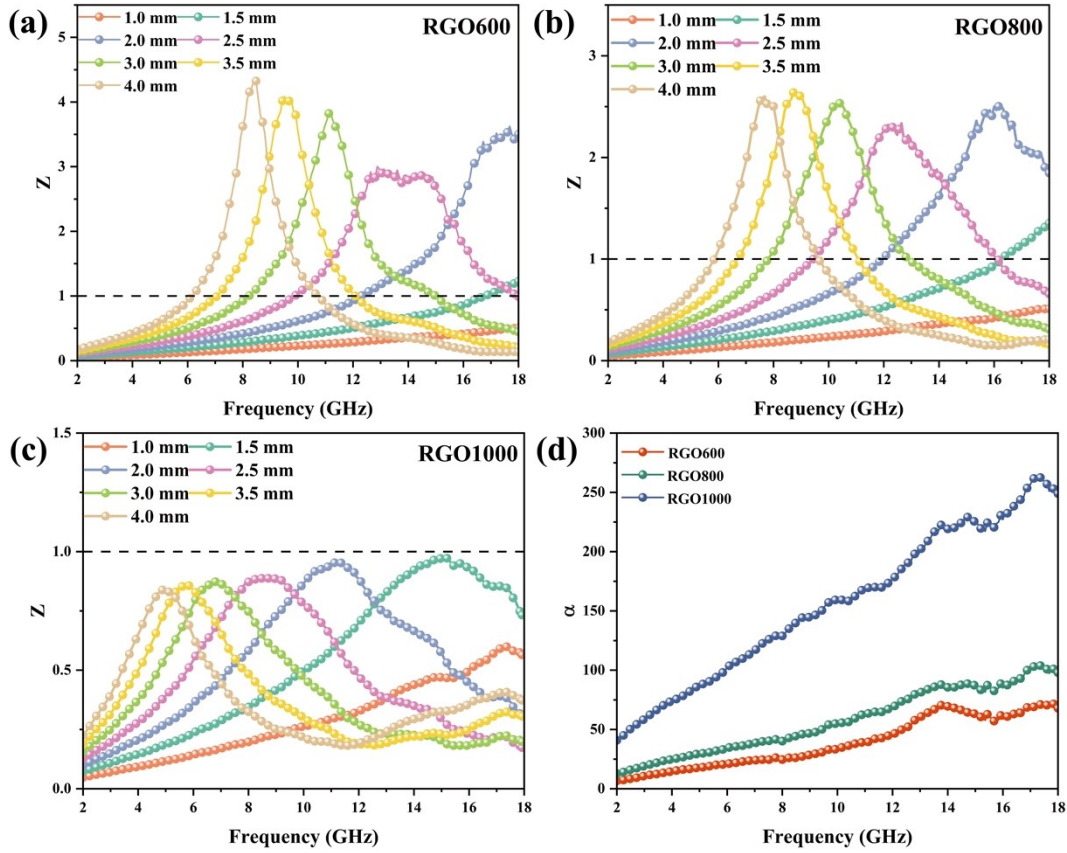 (a)
RGO600
1.0 mm 1.5 mm
2.0 mm 2.5 mm
3.0 mm 3.5 mm
4.0 mm
Z
5
4
3
2
1
0
2 4 6 8 10 12 14 16 18
Frequency (GHz)
(b)
RGO800
1.0 mm 1.5 mm
2.0 mm 2.5 mm
3.0 mm 3.5 mm
4.0 mm
Z
3
2
1
0
2 4 6 8 10 12 14 16 18
Frequency (GHz)
(c)
RGO1000
1.0 mm 1.5 mm
2.0 mm 2.5 mm
3.0 mm 3.5 mm
4.0 mm
Z
1.5
1.0
0.5
0.0
2 4 6 8 10 12 14 16 18
Frequency (GHz)
(d)
RGO600
RGO800
RGO1000
α
300
250
200
150
100
50
0
2 4 6 8 10 12 14 16 18
Frequency (GHz)